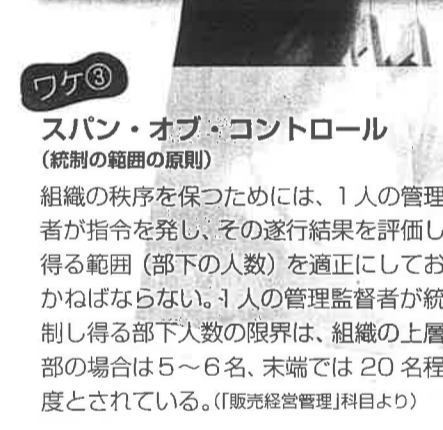 ワケ③
スパン・オブ・コントロール
(統制の範囲の原則)
組織の秩序を保つためには、1人の管理
者が指令を発し、その遂行結果を評価し
得る範囲（部下の人数）を適正にしてお
かねばならない。1人の管理監督者が統
制し得る部下人数の限界は、組織の上層
部の場合は5～6名、末端では 20 名程
度とされている。(「販売経営管理」科目より)